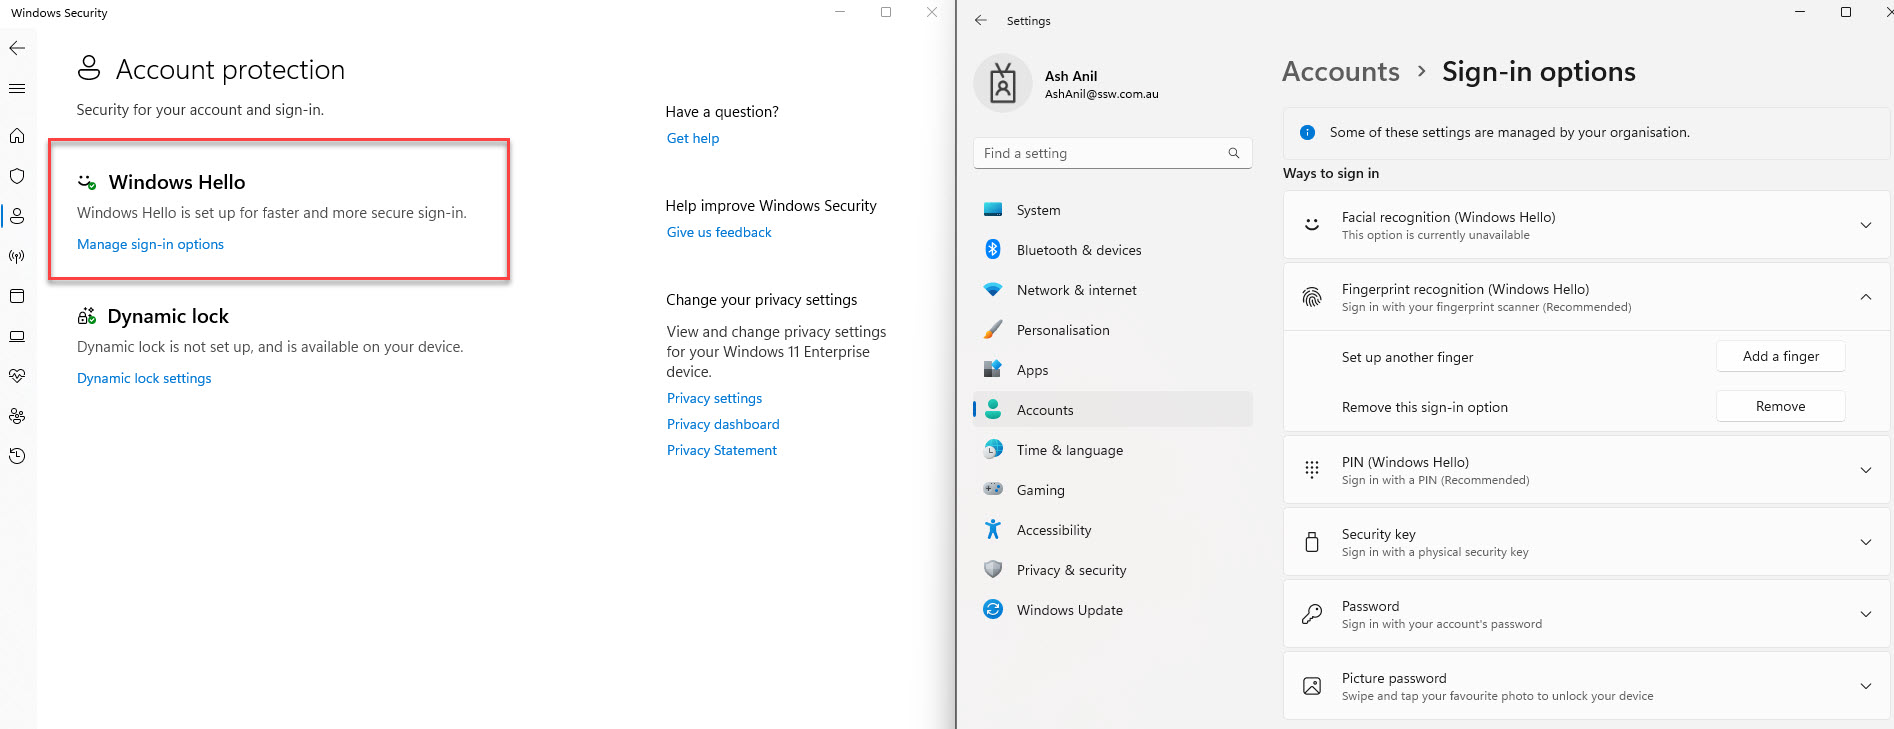 Windows Security
Account protection
Security for your account and sign-in.
Windows Hello
Windows Hello is set up for faster and more secure sign-in.
Manage sign-in options
Dynamic lock
Dynamic lock is not set up, and is available on your device.
Dynamic lock settings
Have a question?
Get help
Help improve Windows Security
Give us feedback
Change your privacy settings
View and change privacy settings
for your Windows 11 Enterprise
device.
Privacy settings
Privacy dashboard
Privacy Statement
Settings
Ash Anil
AshAnil@ssw.com.au
Find a setting
System
Bluetooth & devices
Network & internet
Personalisation
Apps
Accounts
Time & language
Gaming
Accessibility
Privacy & security
Windows Update
Accounts > Sign-in options
Some of these settings are managed by your organisation.
Ways to sign in
Facial recognition (Windows Hello)
This option is currently unavailable
Fingerprint recognition (Windows Hello)
Sign in with your fingerprint scanner (Recommended)
Set up another finger Add a finger
Remove this sign-in option Remove
PIN (Windows Hello)
Sign in with a PIN (Recommended)
Security key
Sign in with a physical security key
Password
Sign in with your account's password
Picture password
Swipe and tap your favourite photo to unlock your device